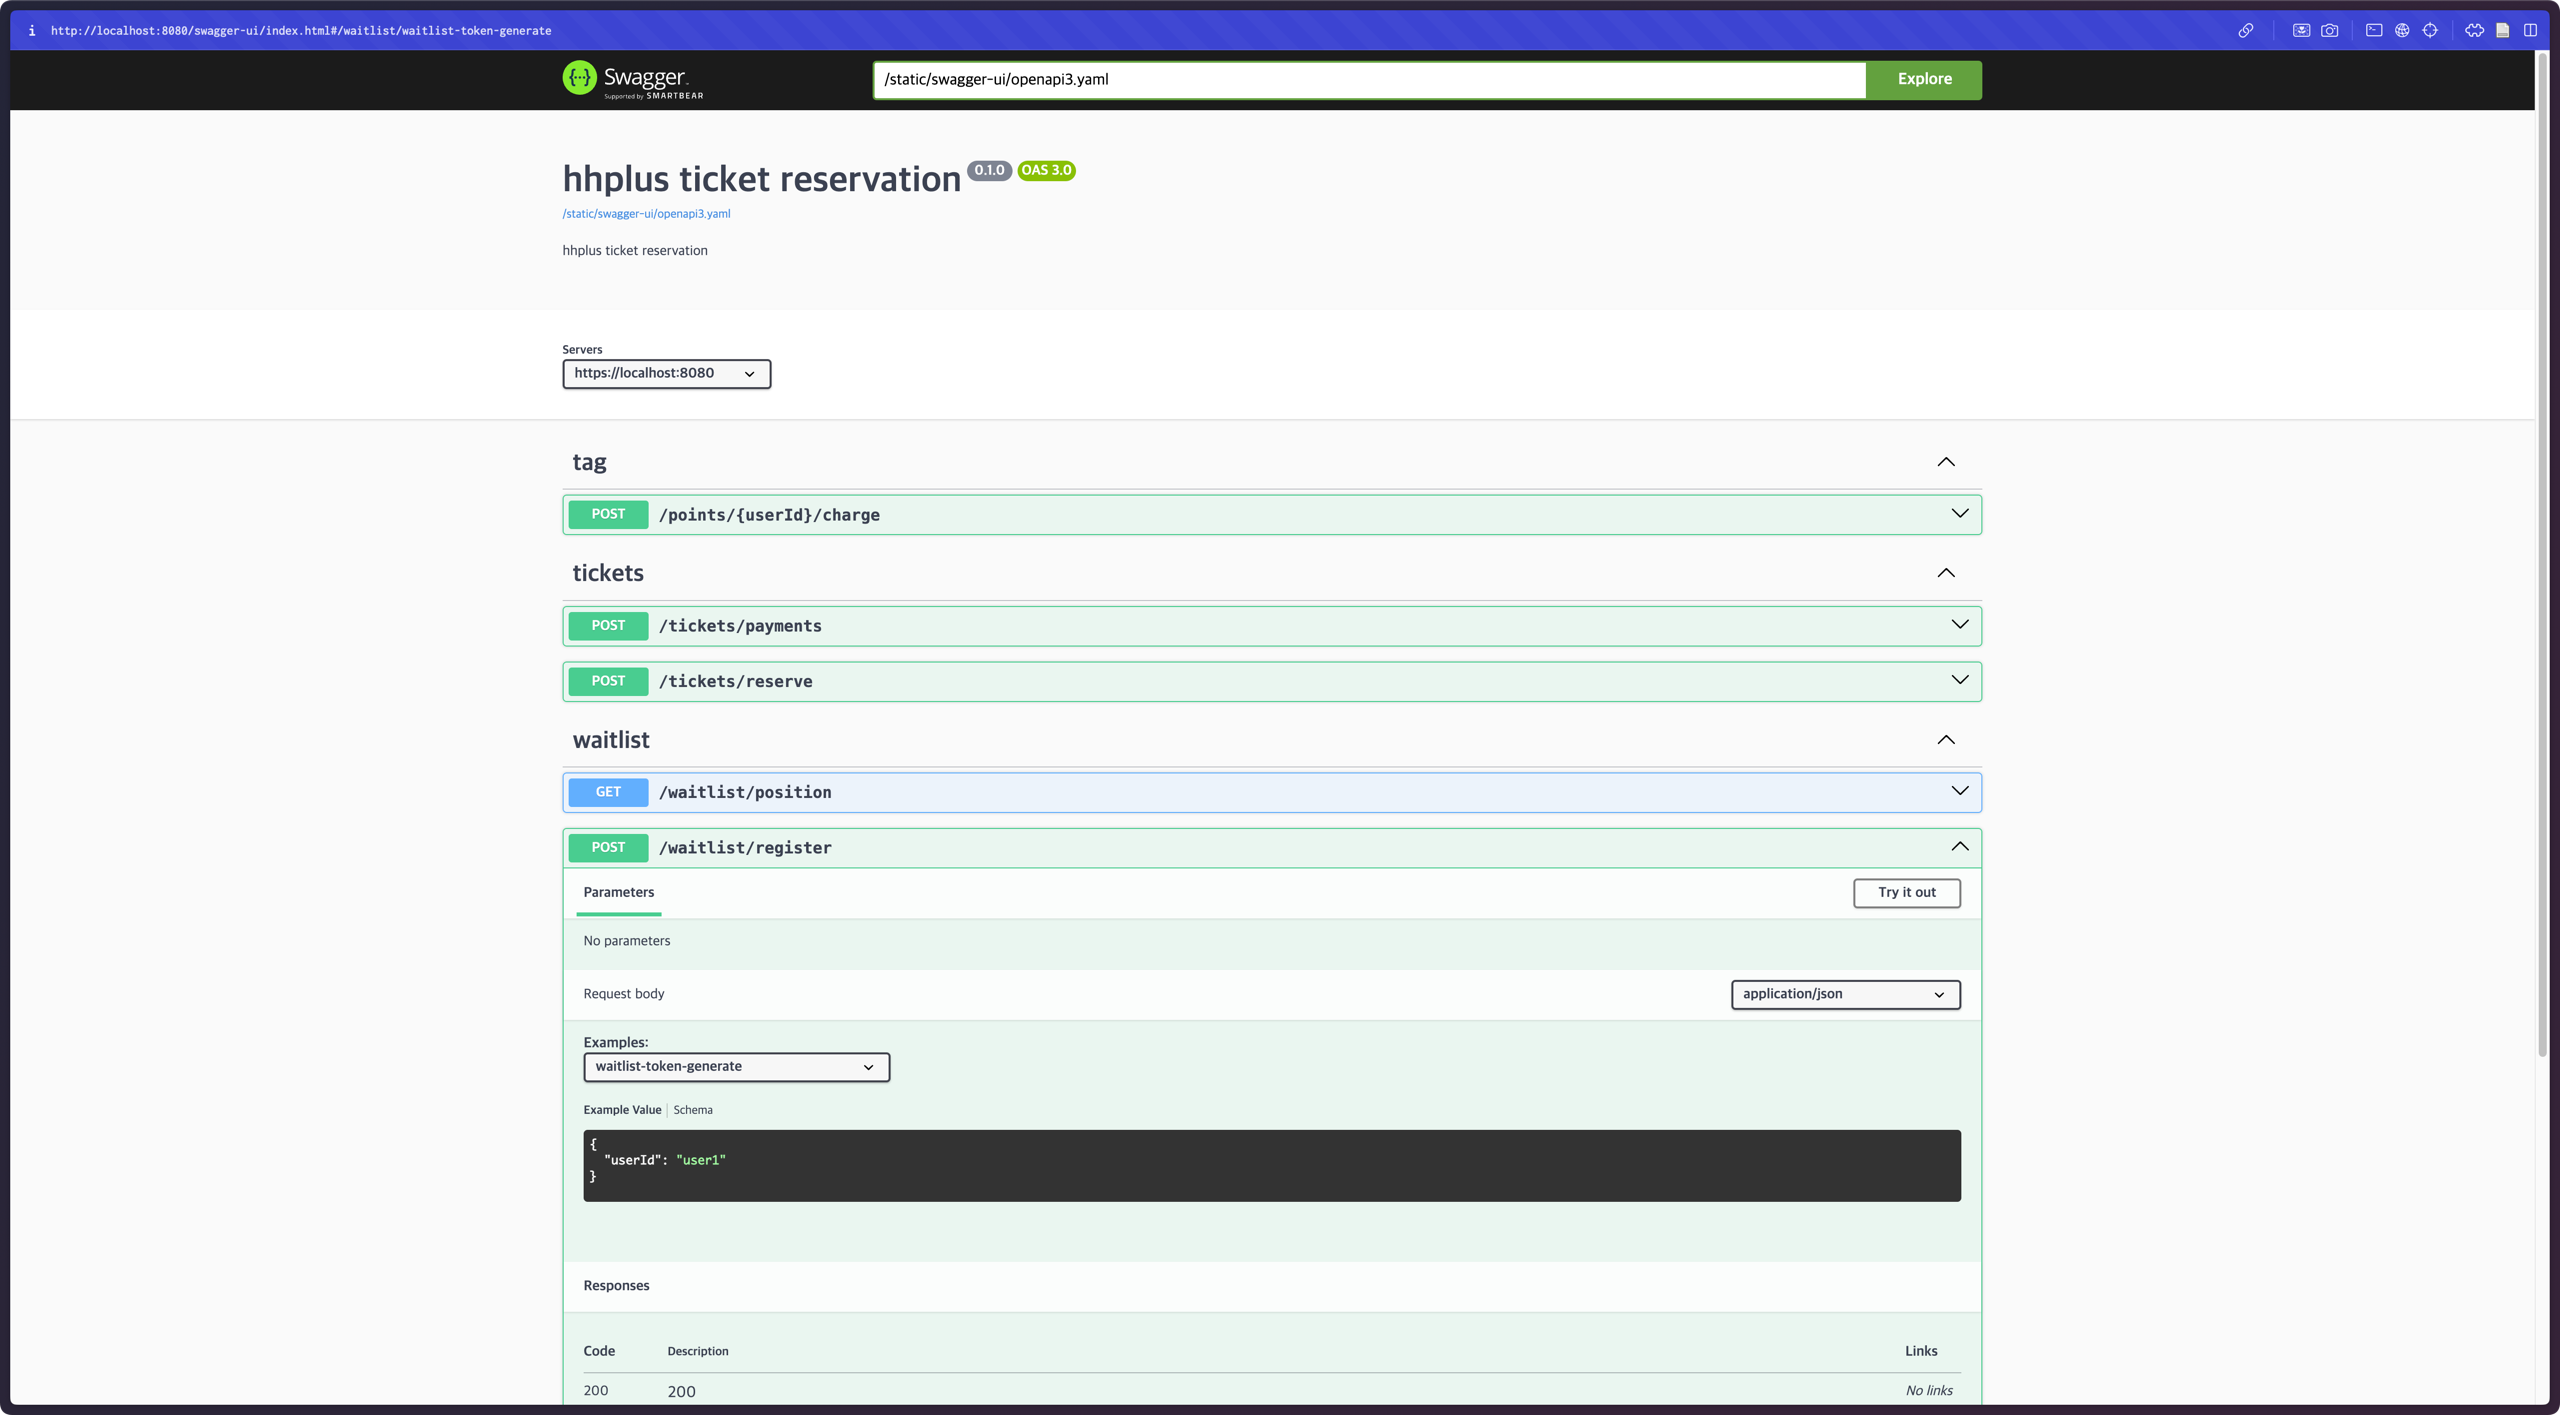 i http://localhost:8080/swagger-ui/index.html#/waitlist/waitlist-token-generate
{...} Swagger.
Supported by SMARTBEAR
/static/swagger-ui/openapi3.yaml
Explore
hhplus ticket reservation 0.1.0 OAS 3.0
/static/swagger-ui/openapi3.yaml
hhplus ticket reservation
Servers
https://localhost:8080
tag
POST /points/{userId}/charge
tickets
POST /tickets/payments
POST /tickets/reserve
waitlist
GET /waitlist/position
POST /waitlist/register
Parameters
Try it out
No parameters
Request body
application/json
Examples:
waitlist-token-generate
Example Value Schema
{
"userId": "user1"
}
Responses
Code Description Links
200 200 No links